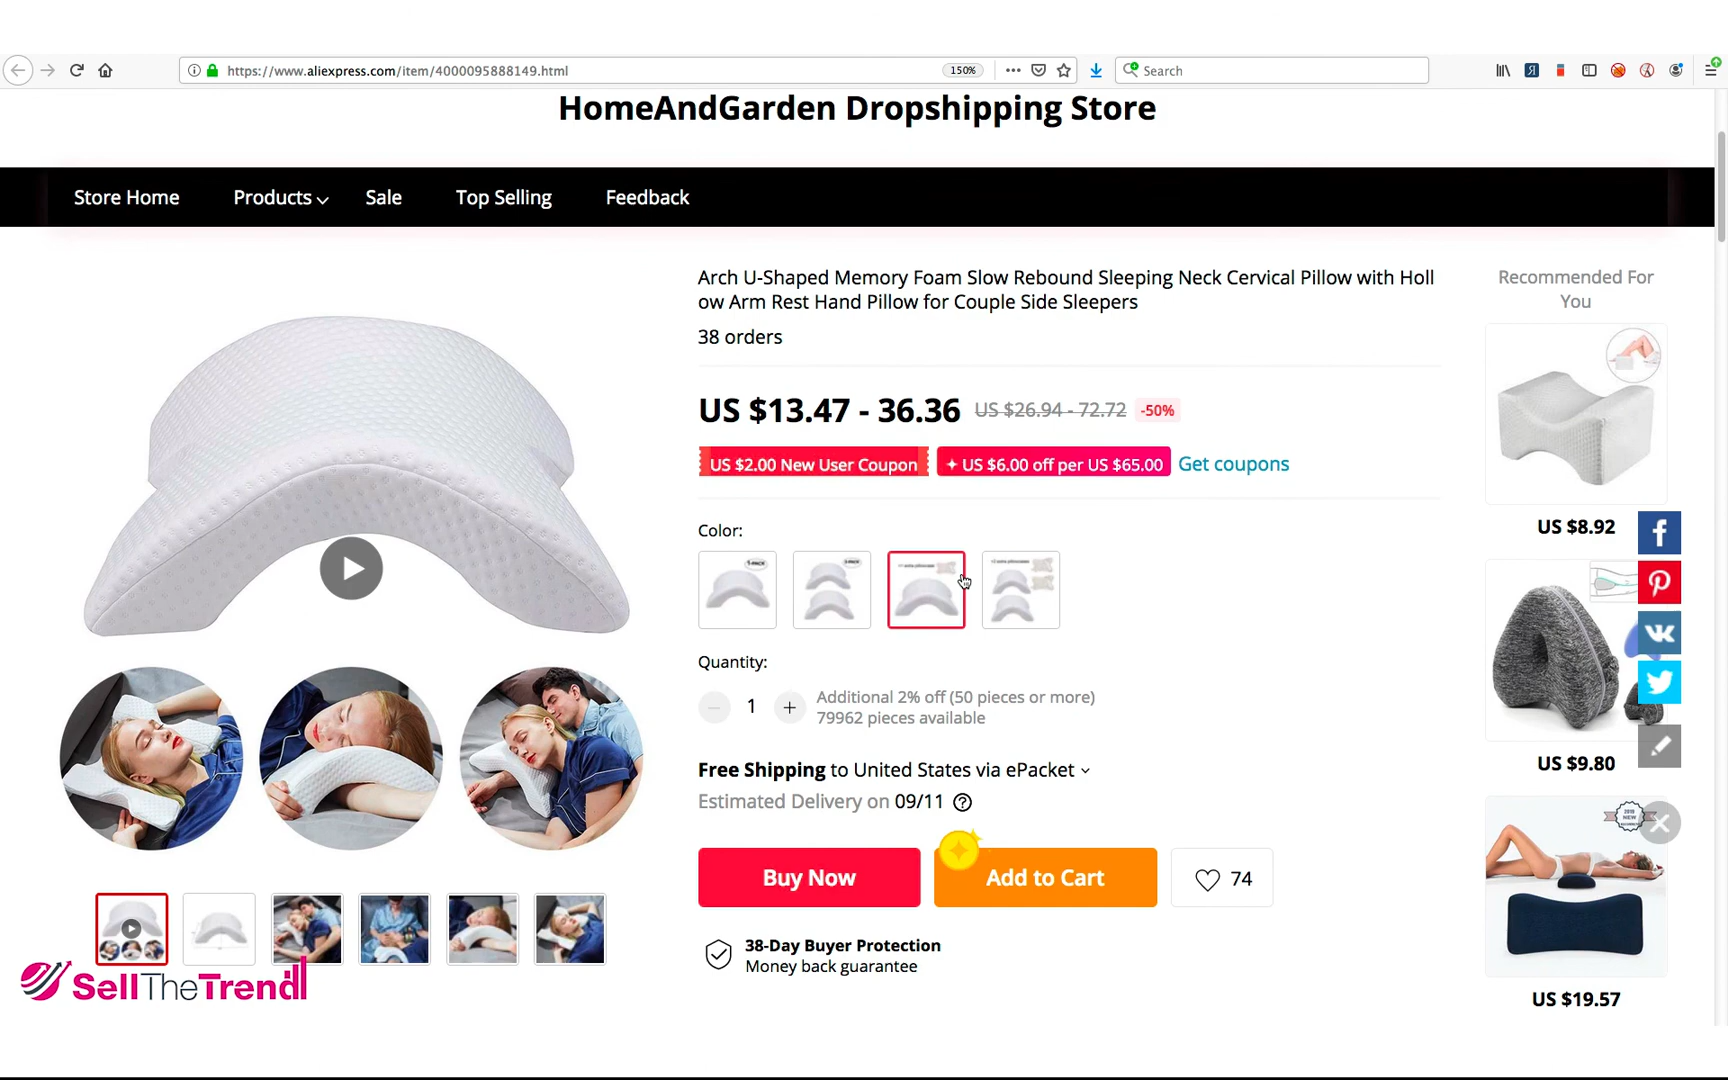 https://www.aliexpress.com/item/4000095888149.html
150%
Search
HomeAndGarden Dropshipping Store
Store Home
Products
Sale
Top Selling
Feedback
Arch U-Shaped Memory Foam Slow Rebound Sleeping Neck Cervical Pillow with Holl
ow Arm Rest Hand Pillow for Couple Side Sleepers
38 orders
US $13.47 - 36.36
US $26.94 - 72.72
-50%
US $2.00 New User Coupon
US $6.00 off per US $65.00
Get coupons
Color:
Quantity:
1
Additional 2% off (50 pieces or more)
79962 pieces available
Free Shipping to United States via ePacket
Estimated Delivery on 09/11
Buy Now
Add to Cart
74
38-Day Buyer Protection
Money back guarantee
Recommended For
You
US $8.92
US $9.80
US $19.57
SellTheTrend